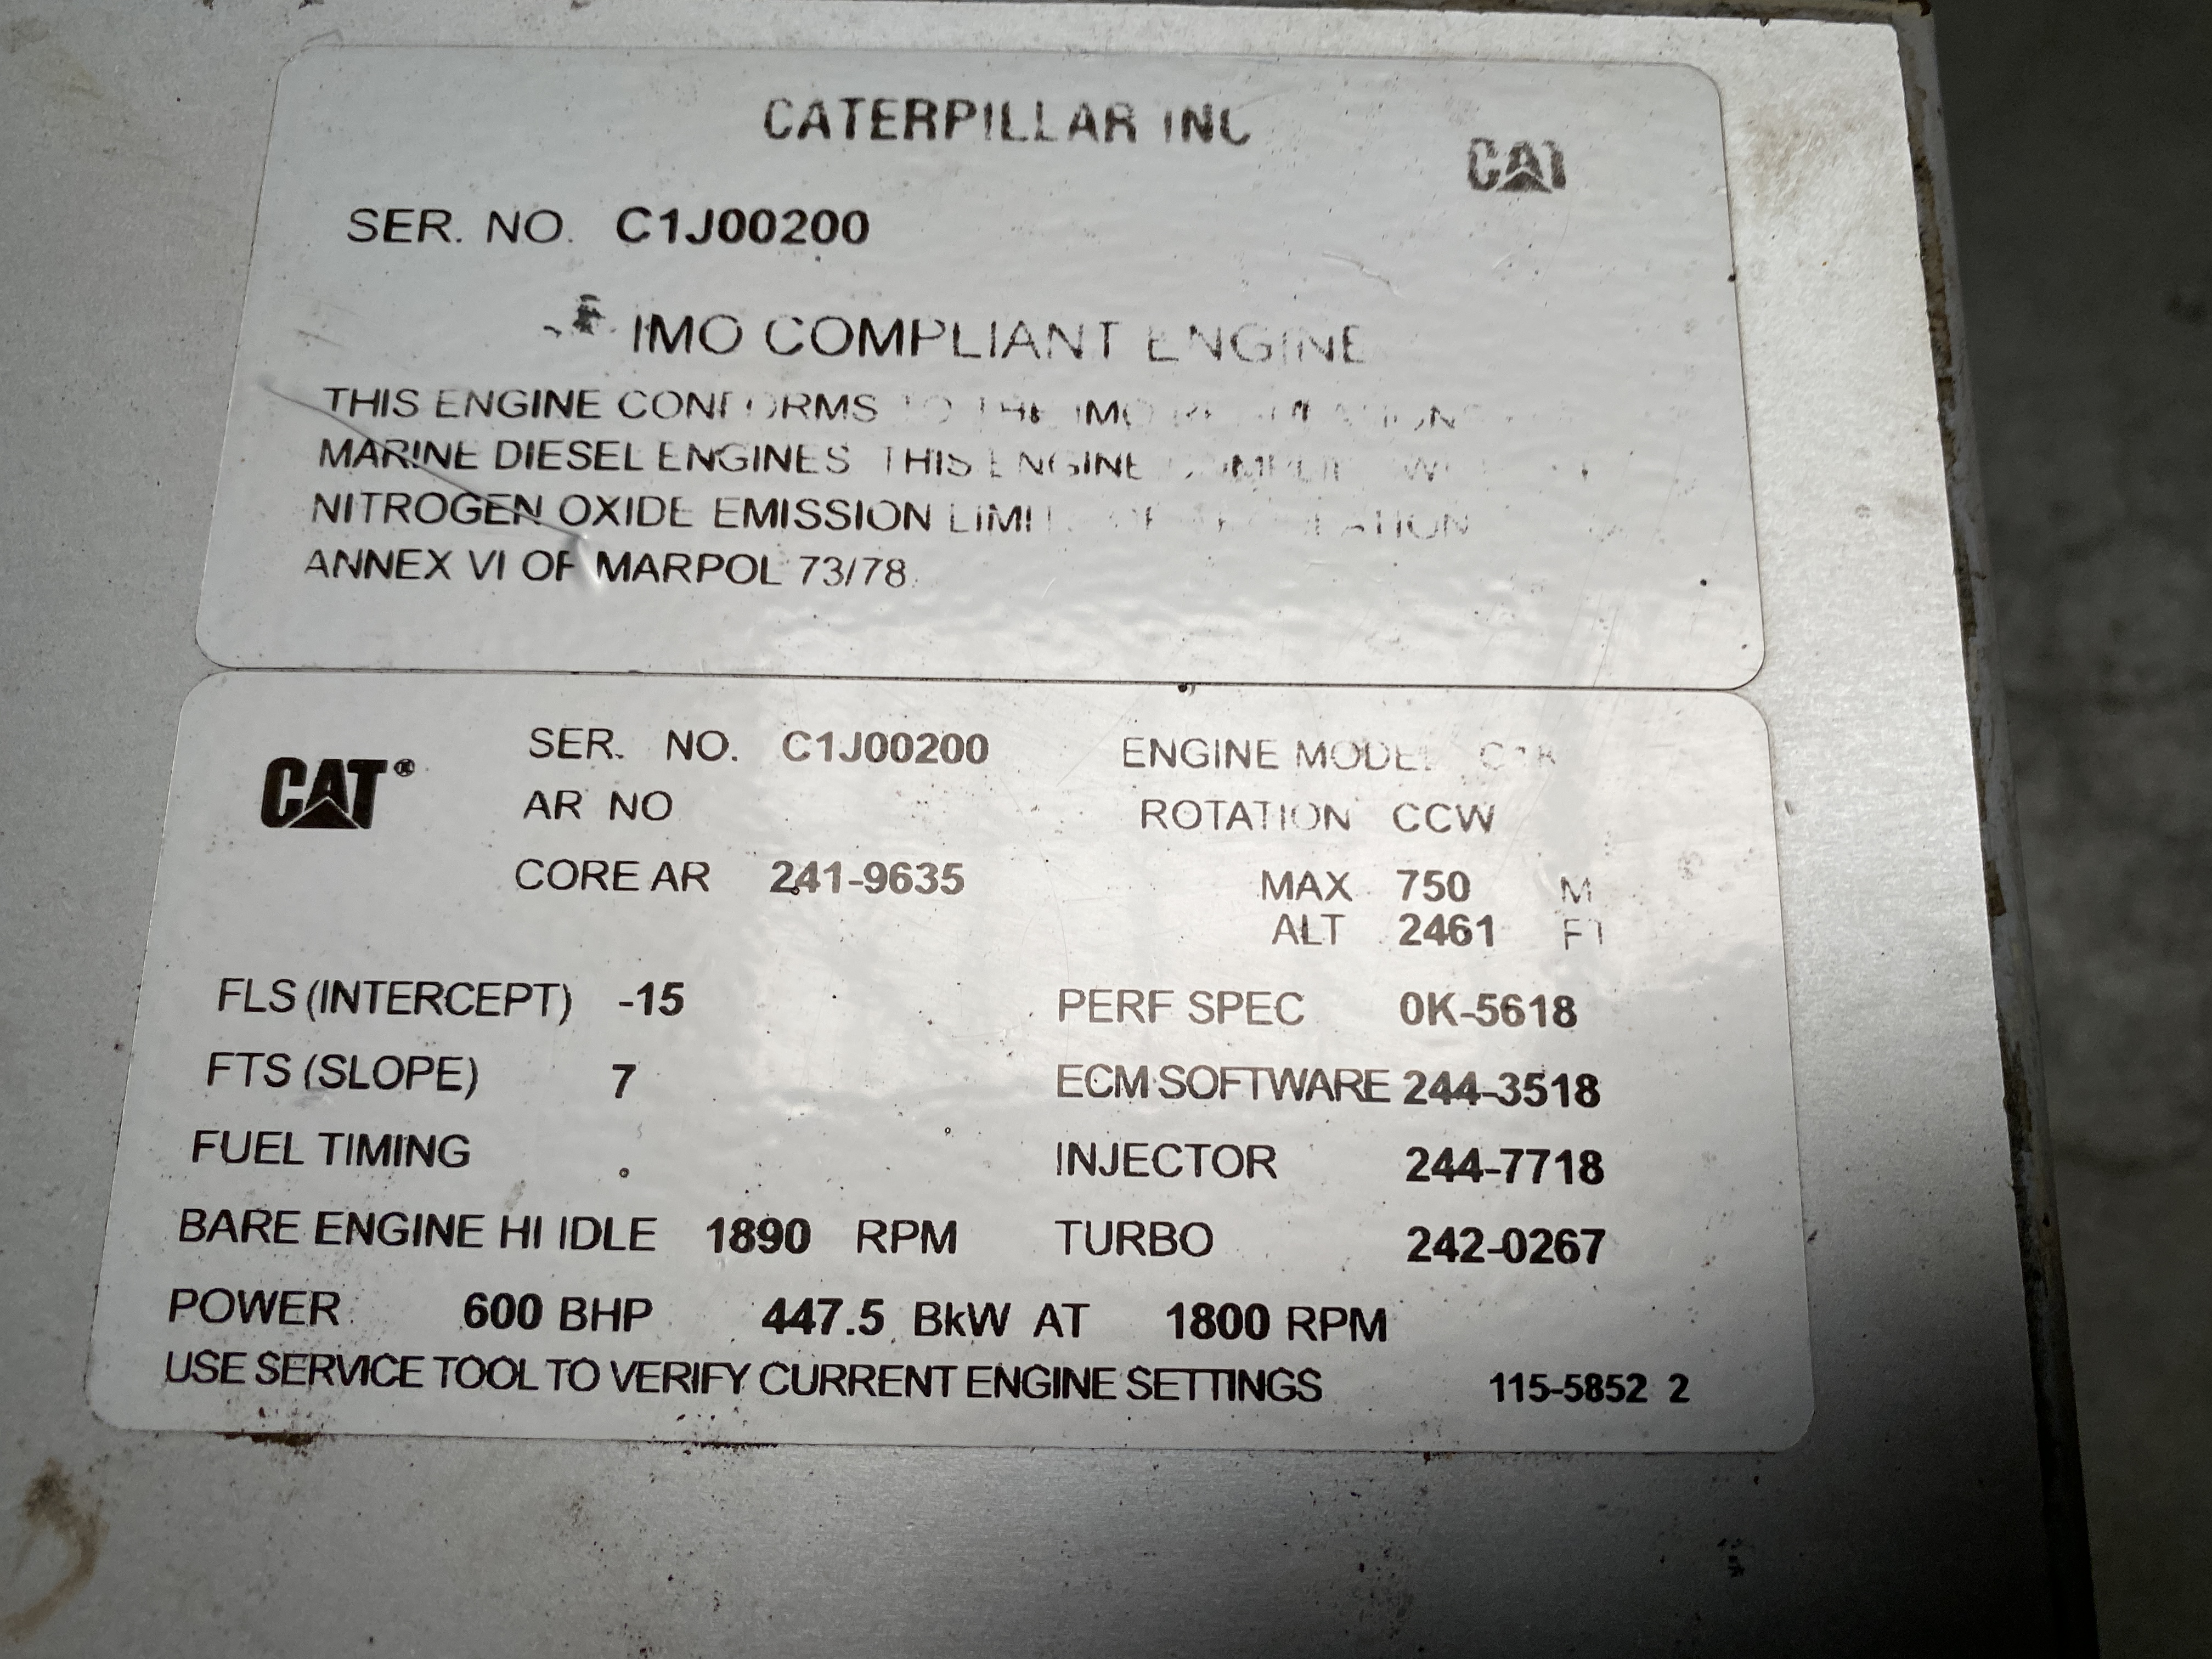 CATERPILLAR INC
CAT
SER. NO. C1J00200
IMO COMPLIANT ENGINE
THIS ENGINE CONFORMS TO THE IMO
MARINE DIESEL ENGINES THIS ENGINE
NITROGEN OXIDE EMISSION
ANNEX VI OF MARPOL 73/78
CAT®
SER. NO. C1J00200
ENGINE MODEL
AR NO
ROTATION CCW
CORE AR 241-9635
MAX 750 M
ALT 2461 FT
FLS (INTERCEPT) -15
PERF SPEC 0K-5618
FTS (SLOPE) 7
ECM SOFTWARE 244-3518
FUEL TIMING
INJECTOR 244-7718
BARE ENGINE HI IDLE 1890 RPM
TURBO 242-0267
POWER 600 BHP 447.5 BkW AT 1800 RPM
USE SERVICE TOOL TO VERIFY CURRENT ENGINE SETTINGS 115-5852 2